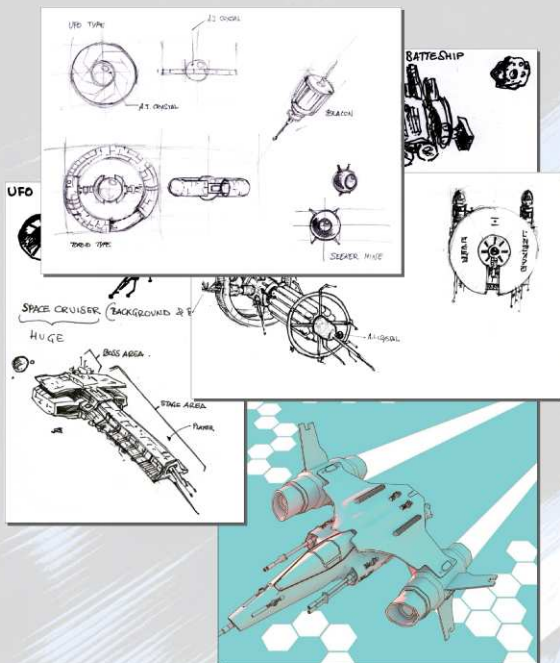 UFO TYPE
A.I CRYSTAL
A.I. CRYSTAL
BEACON
TORUS TYPE
SEEKER MINE
BATTESHIP
UFO
SPACE CRUISER (BACKGROUND &
HUGE
A.I CRYSTAL
BOSS AREA.
STAGE AREA
PLAYER